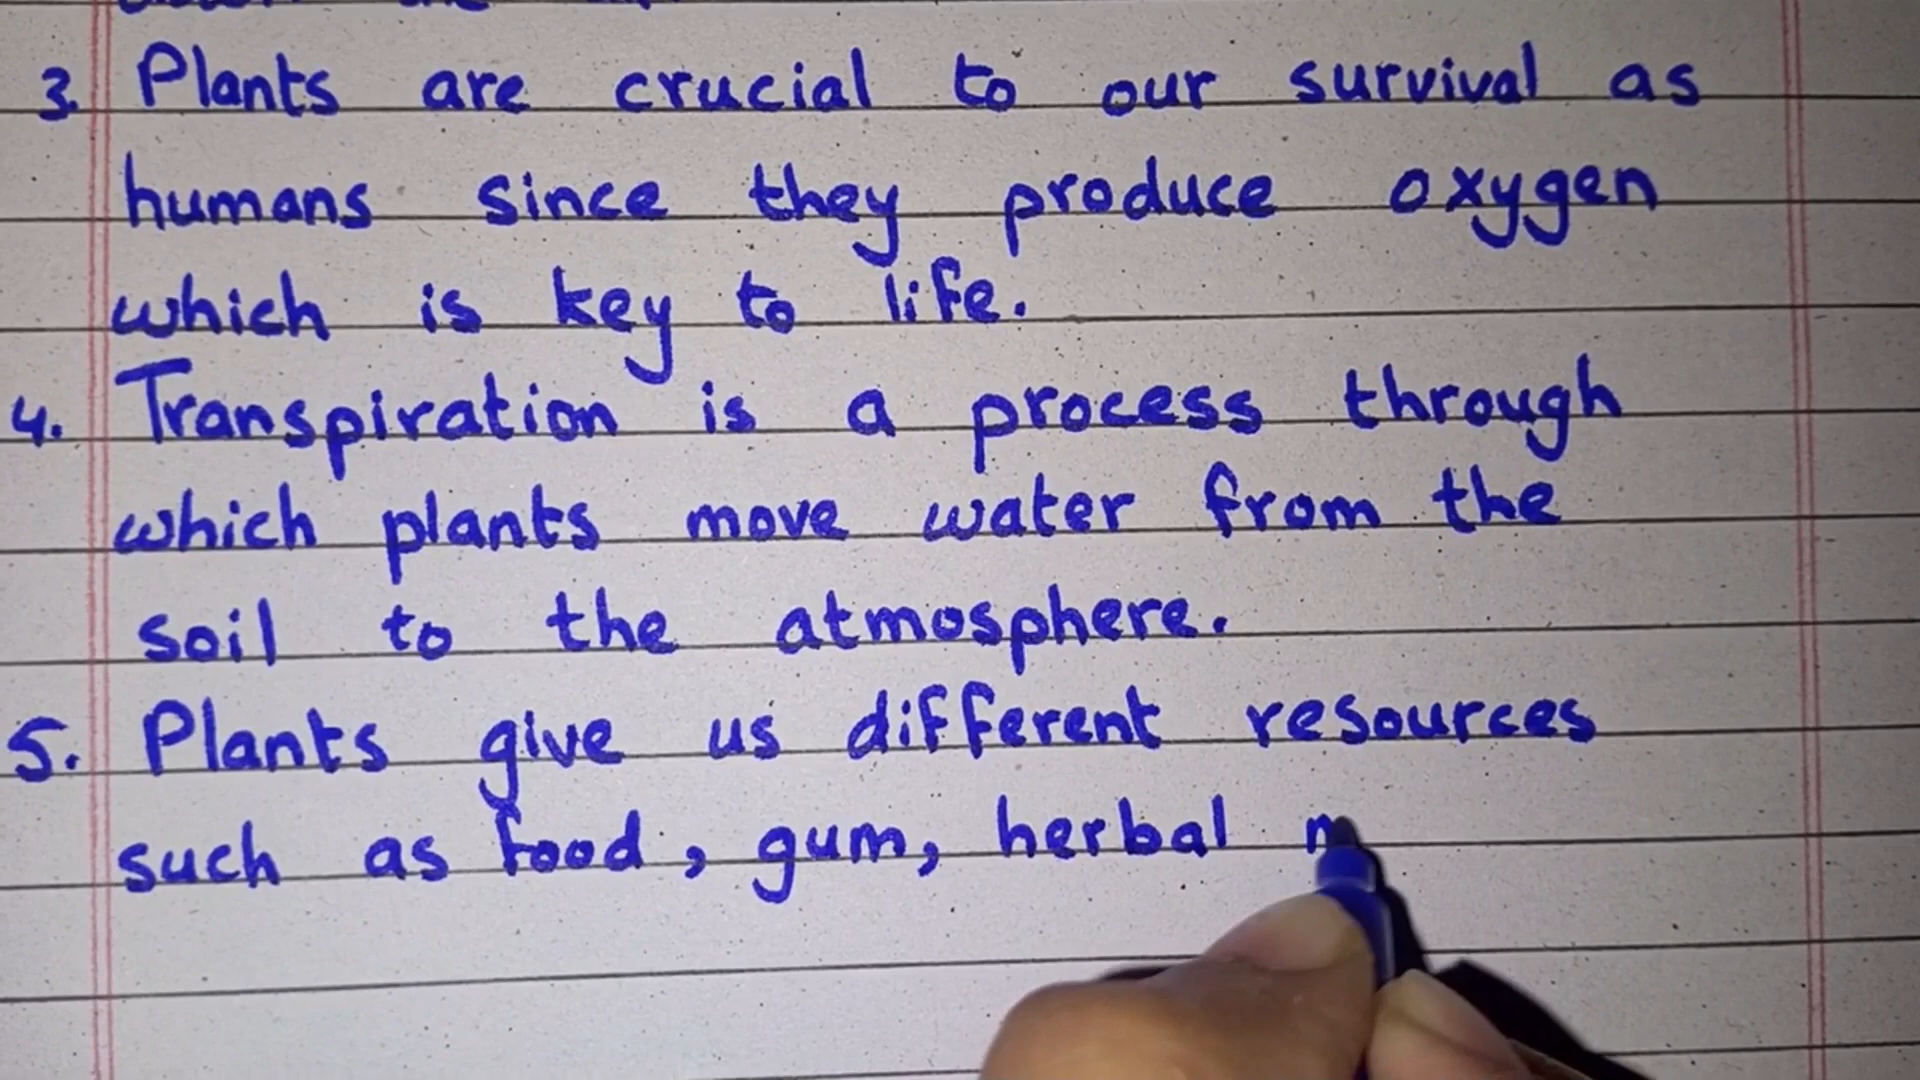 3. Plants are crucial to our survival as
humans since they produce oxygen
which is key to life.
4. Transpiration is a process through
which plants move water from the
soil to the atmosphere.
5. Plants give us different resources
such as food, gum, herbal